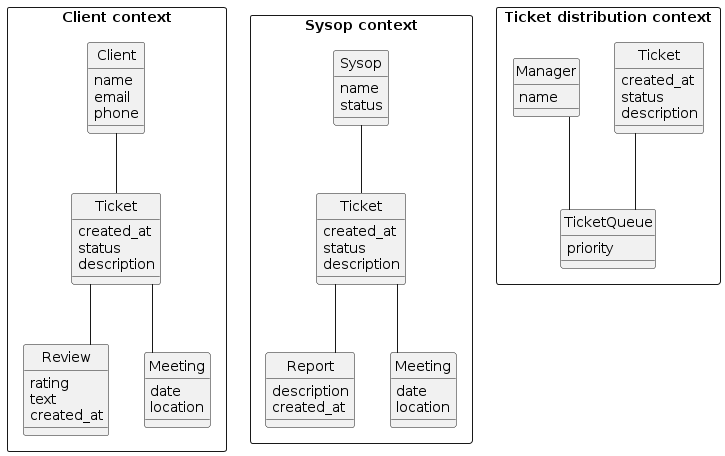 Client context
Client
name
email
phone
Ticket
created_at
status
description
Review
rating
text
created_at
Meeting
date
location
Sysop context
Sysop
name
status
Ticket
created_at
status
description
Report
description
created_at
Meeting
date
location
Ticket distribution context
Manager
name
Ticket
created_at
status
description
TicketQueue
priority